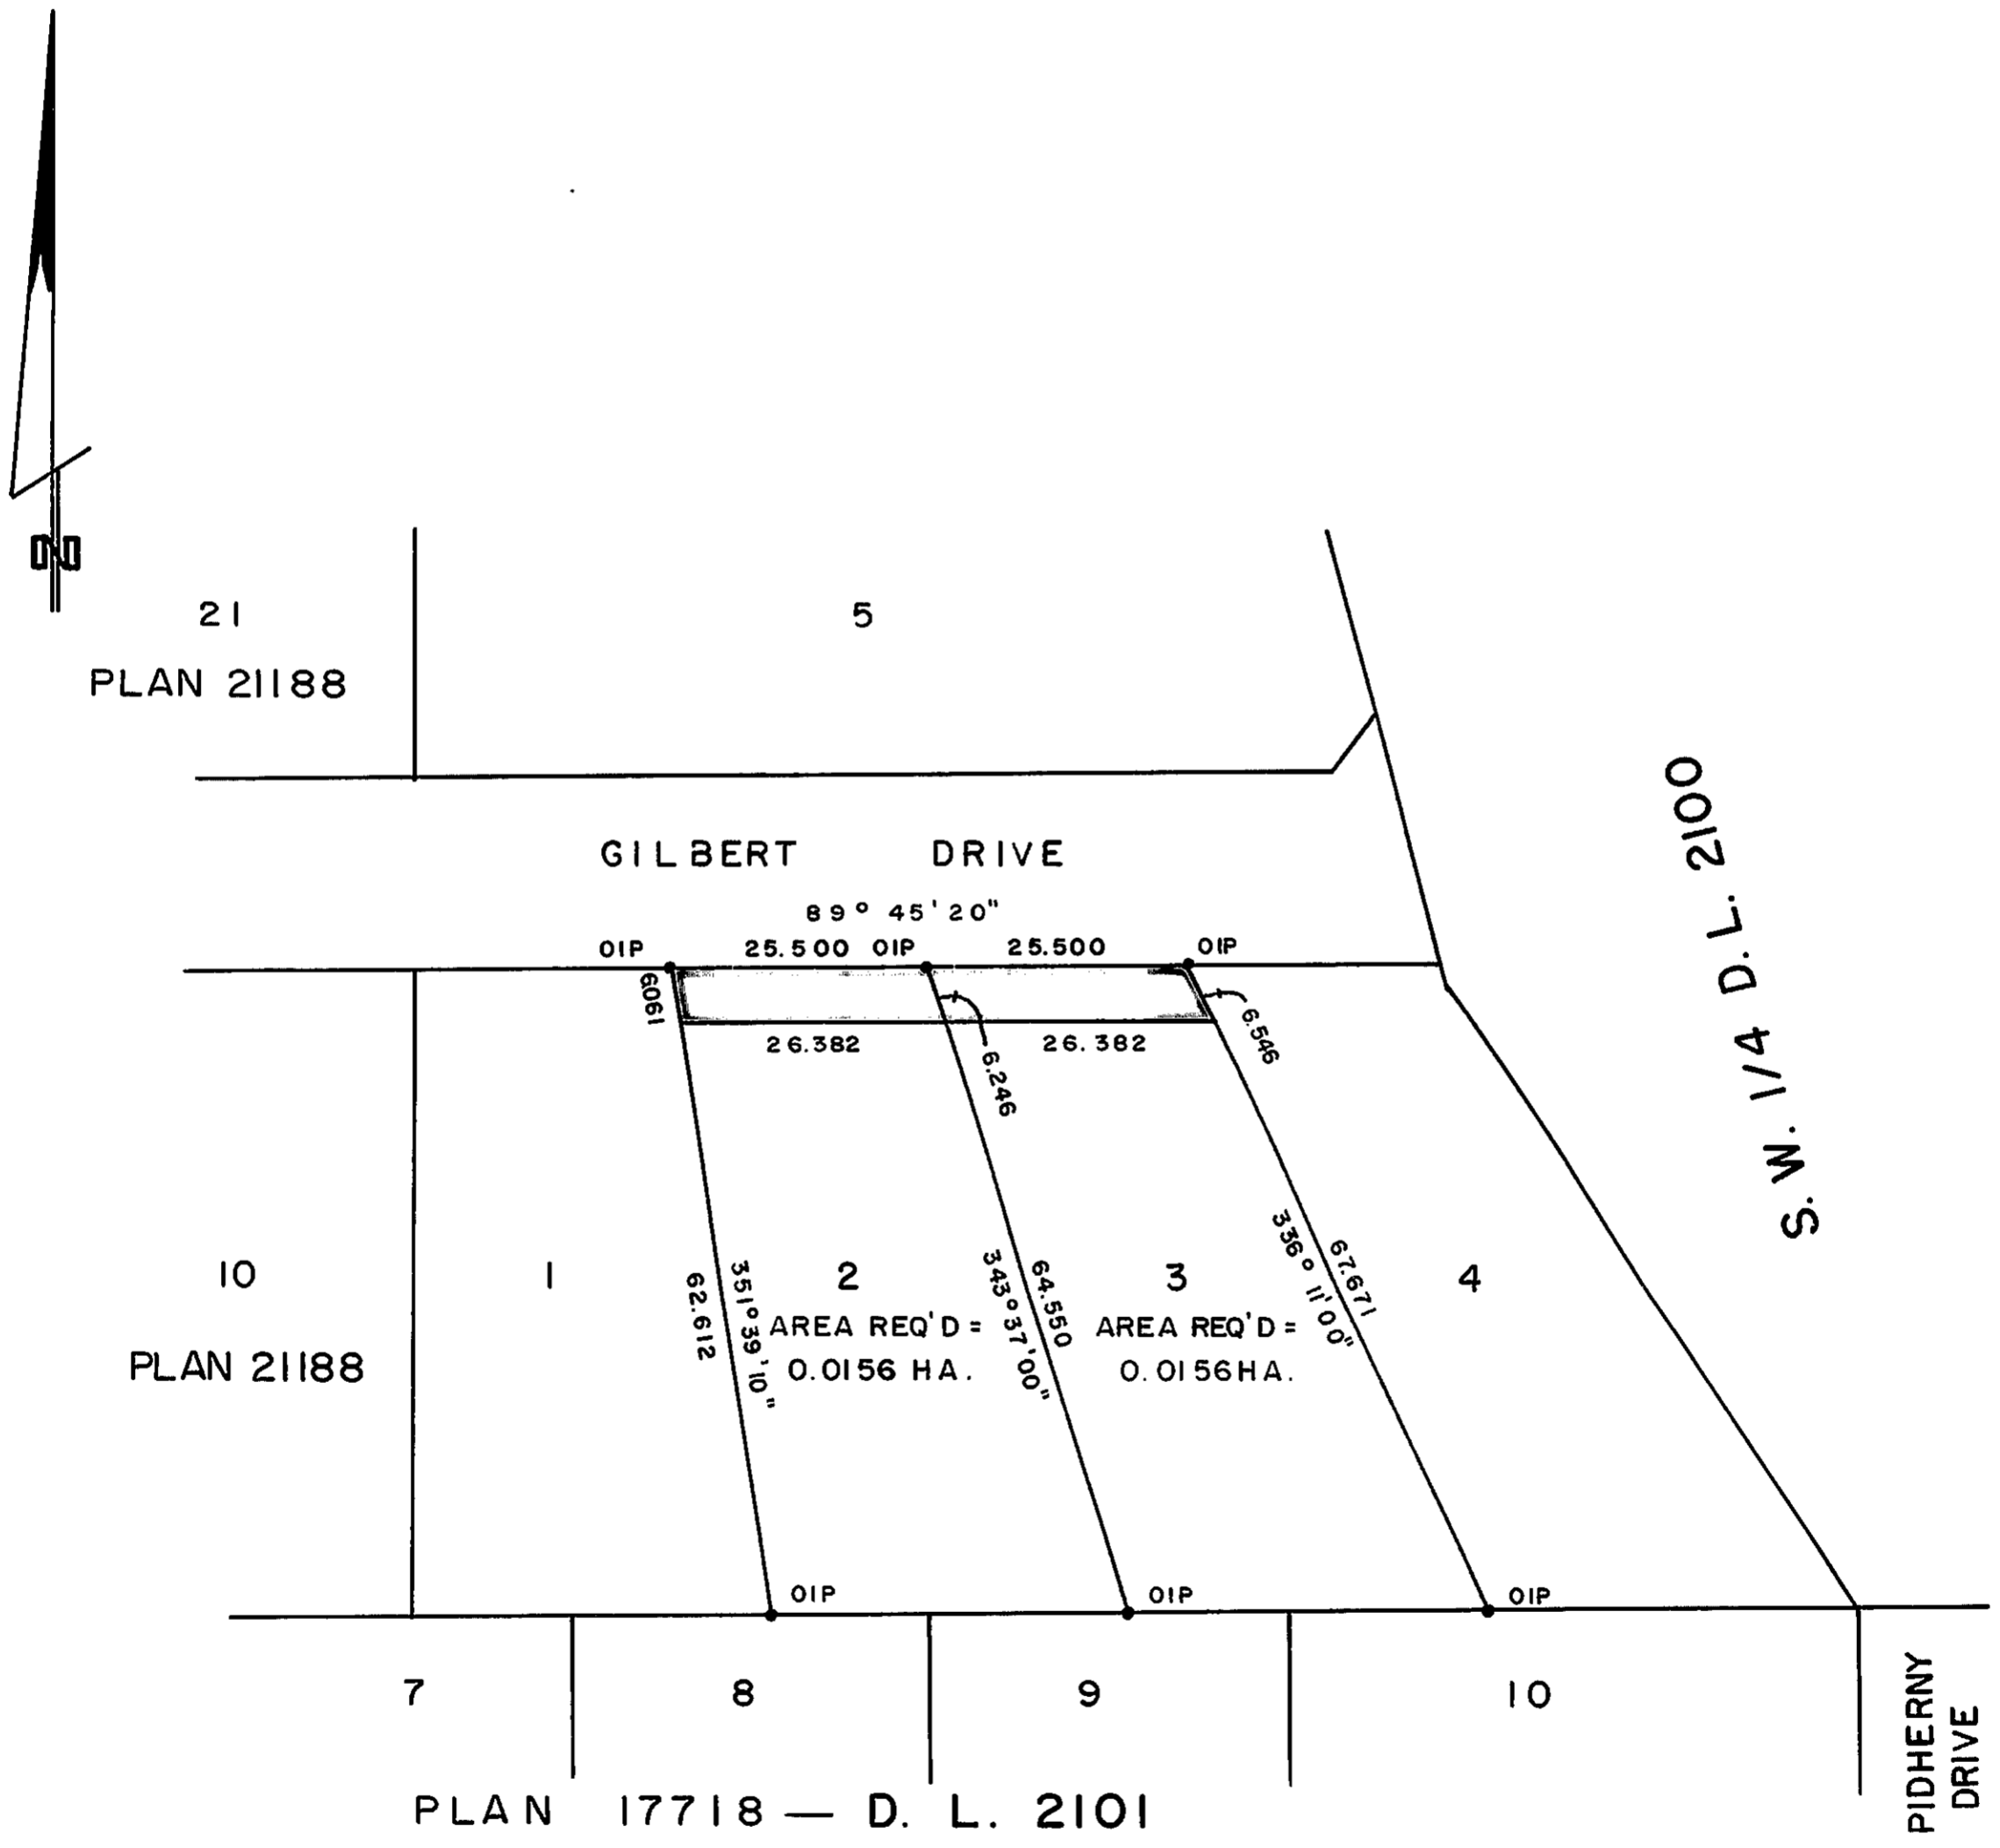 N
21
PLAN 21188
5
GILBERT DRIVE
89° 45' 20"
OIP 25.500 OIP 25.500 OIP
6.061
26.382
26.382
6.246
6.546
S. W. 1/4 D. L. 2100
10
PLAN 21188
1
62.612
351° 39' 10"
2
AREA REQ'D =
0.0156 HA.
343° 37' 00"
64.550
3
AREA REQ'D =
0.0156 HA.
336° 11' 00"
67.671
4
OIP
OIP
OIP
7
8
9
10
PLAN 17718 — D. L. 2101
PIDHERNY
DRIVE